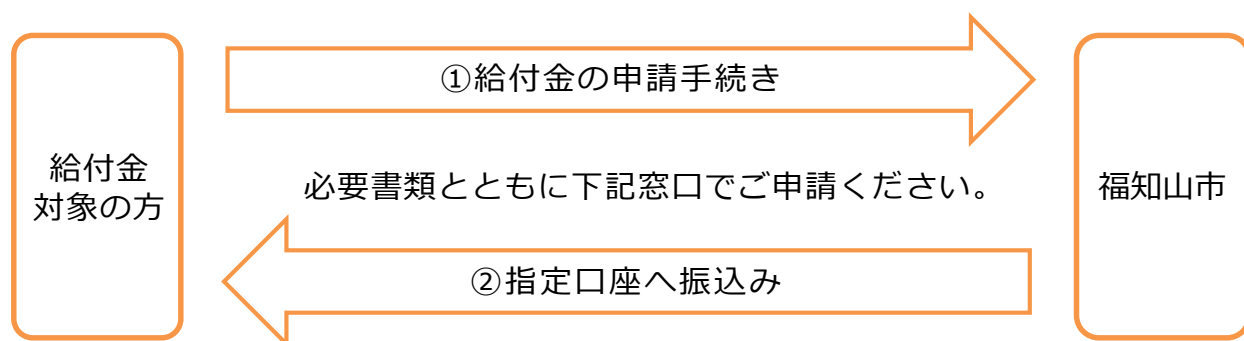 ①給付金の申請手続き
給付金
対象の方
必要書類とともに下記窓口でご申請ください。
福知山市
②指定口座へ振込み